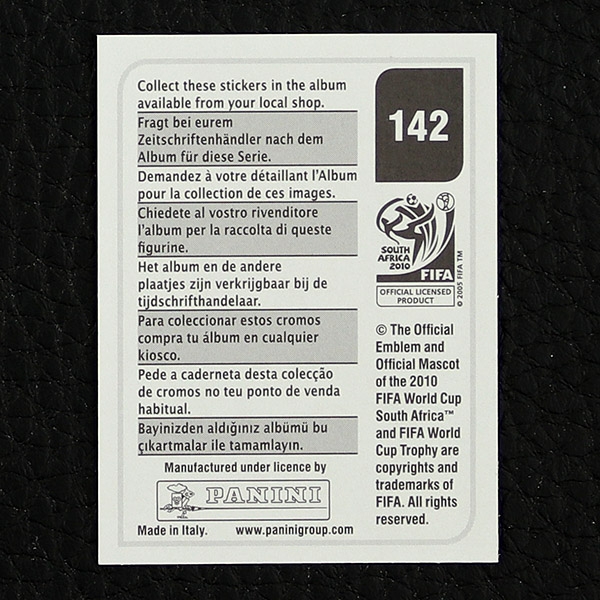 Collect these stickers in the album
available from your local shop.
Fragt bei eurem
Zeitschriftenhändler nach dem
Album für diese Serie.
Demandez à votre détaillant l'Album
pour la collection de ces images.
Chiedete al vostro rivenditore
l'album per la raccolta di queste
figurine.
Het album en de andere
plaatjes zijn verkrijgbaar bij de
tijdschrifthandelaar.
Para coleccionar estos cromos
compra tu álbum en cualquier
kiosco.
Pede a caderneta desta colecção
de cromos no teu ponto de venda
habitual.
Bayinizden aldığınız albümü bu
çıkartmalar ile tamamlayın.
Manufactured under licence by
PANINI
Made in Italy. www.paninigroup.com
142
SOUTH
AFRICA
2010
FIFA
OFFICIAL LICENSED
PRODUCT
© 2005 FIFA TM
© The Official
Emblem and
Official Mascot
of the 2010
FIFA World Cup
South Africa™
and FIFA World
Cup Trophy are
copyrights and
trademarks of
FIFA. All rights
reserved.